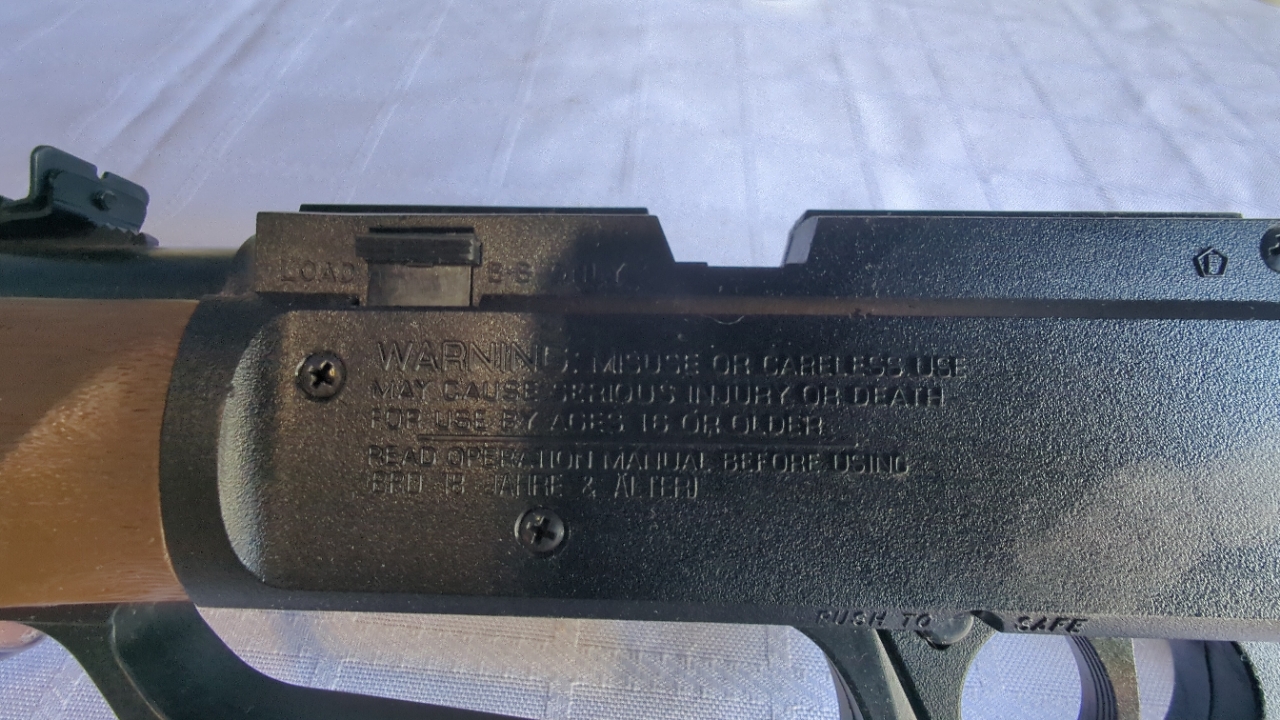 LOAD B-B ONLY
WARNING: MISUSE OR CARELESS USE
MAY CAUSE SERIOUS INJURY OR DEATH
FOR USE BY AGES 16 OR OLDER
READ OPERATION MANUAL BEFORE USING
BRD 18 JAHRE & ÄLTER)
PUSH TO SAFE